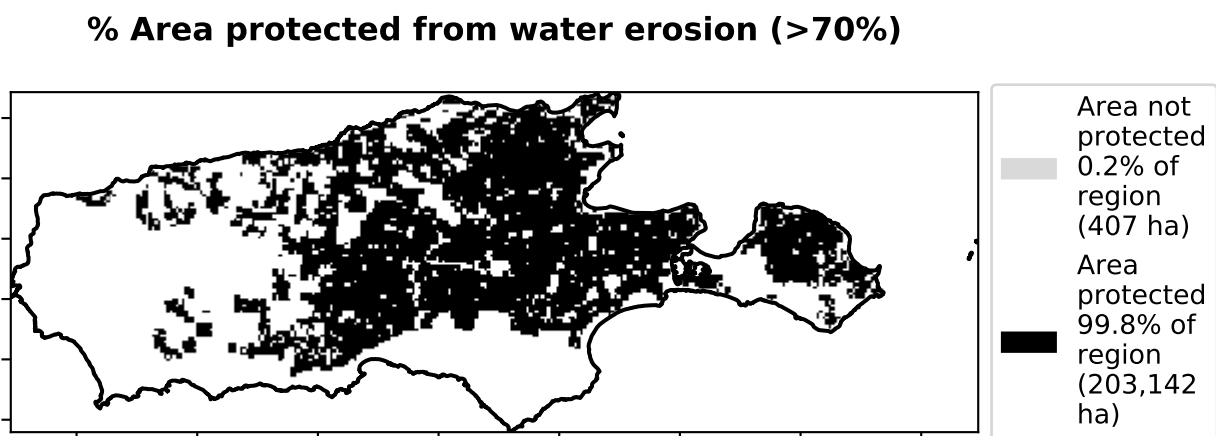 % Area protected from water erosion (>70%)
Area not
protected
0.2% of
region
(407 ha)
Area
protected
99.8% of
region
(203,142
ha)